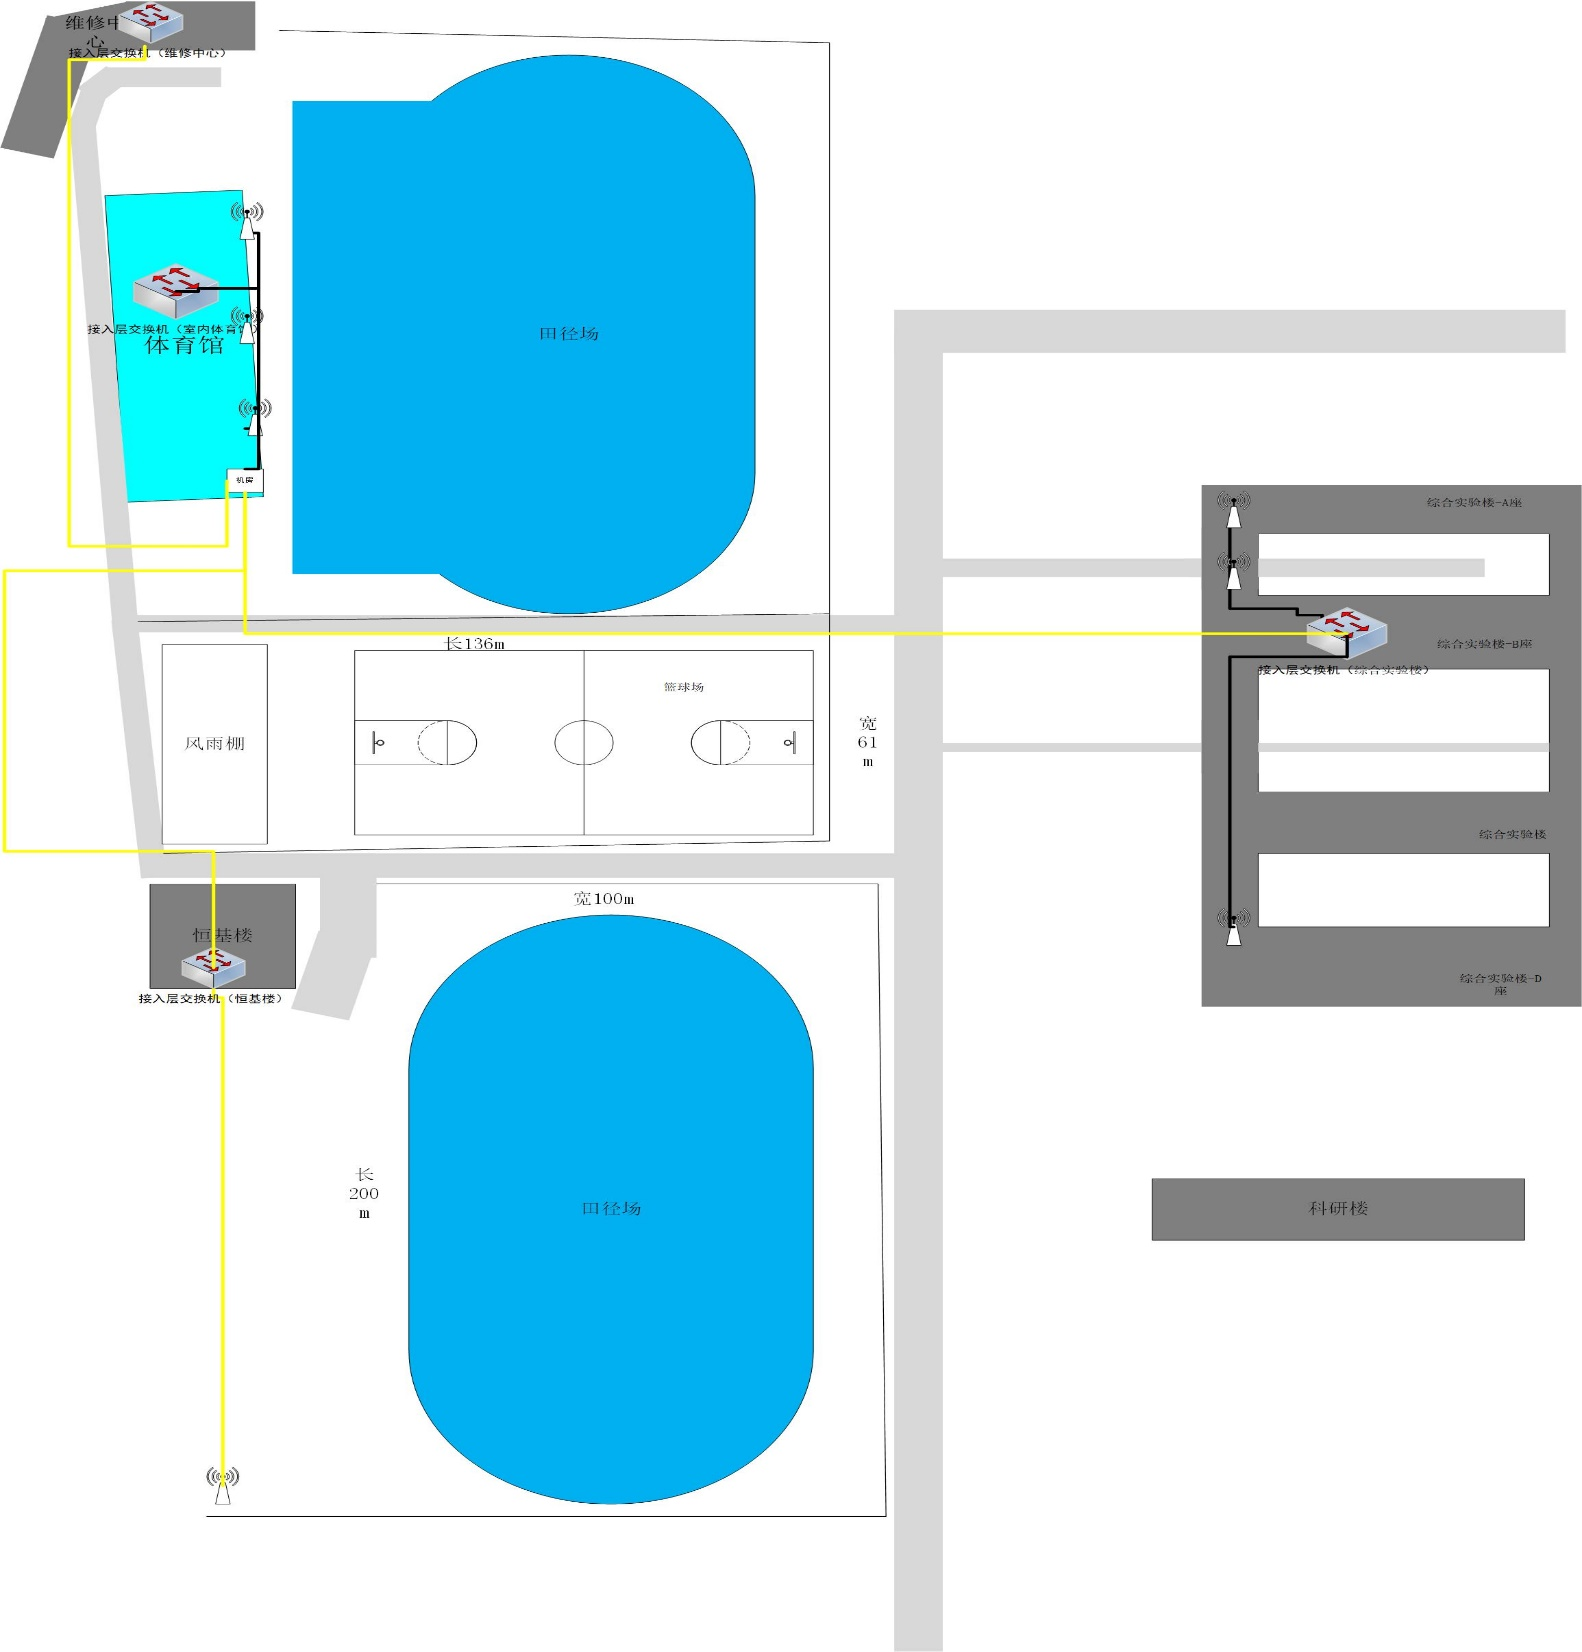 维修中
心
接入层交换机（维修中心）
田径场
接入层交换机（室内体育馆）
体育馆
机房
综合实验楼-A座
长136m
综合实验楼-B座
接入层交换机（综合实验楼）
篮球场
风雨棚
宽
61
m
综合实验楼
宽100m
恒基楼
接入层交换机（恒基楼）
综合实验楼-D
座
长
200
m
田径场
科研楼